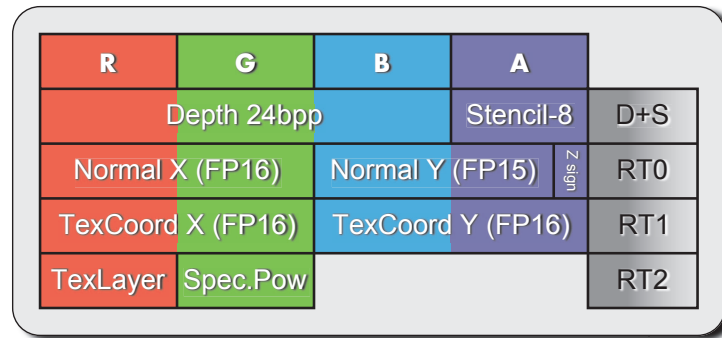 R G B A
Depth 24bpp Stencil-8 D+S
Normal X (FP16) Normal Y (FP15) Z sign RT0
TexCoord X (FP16) TexCoord Y (FP16) RT1
TexLayer Spec.Pow RT2